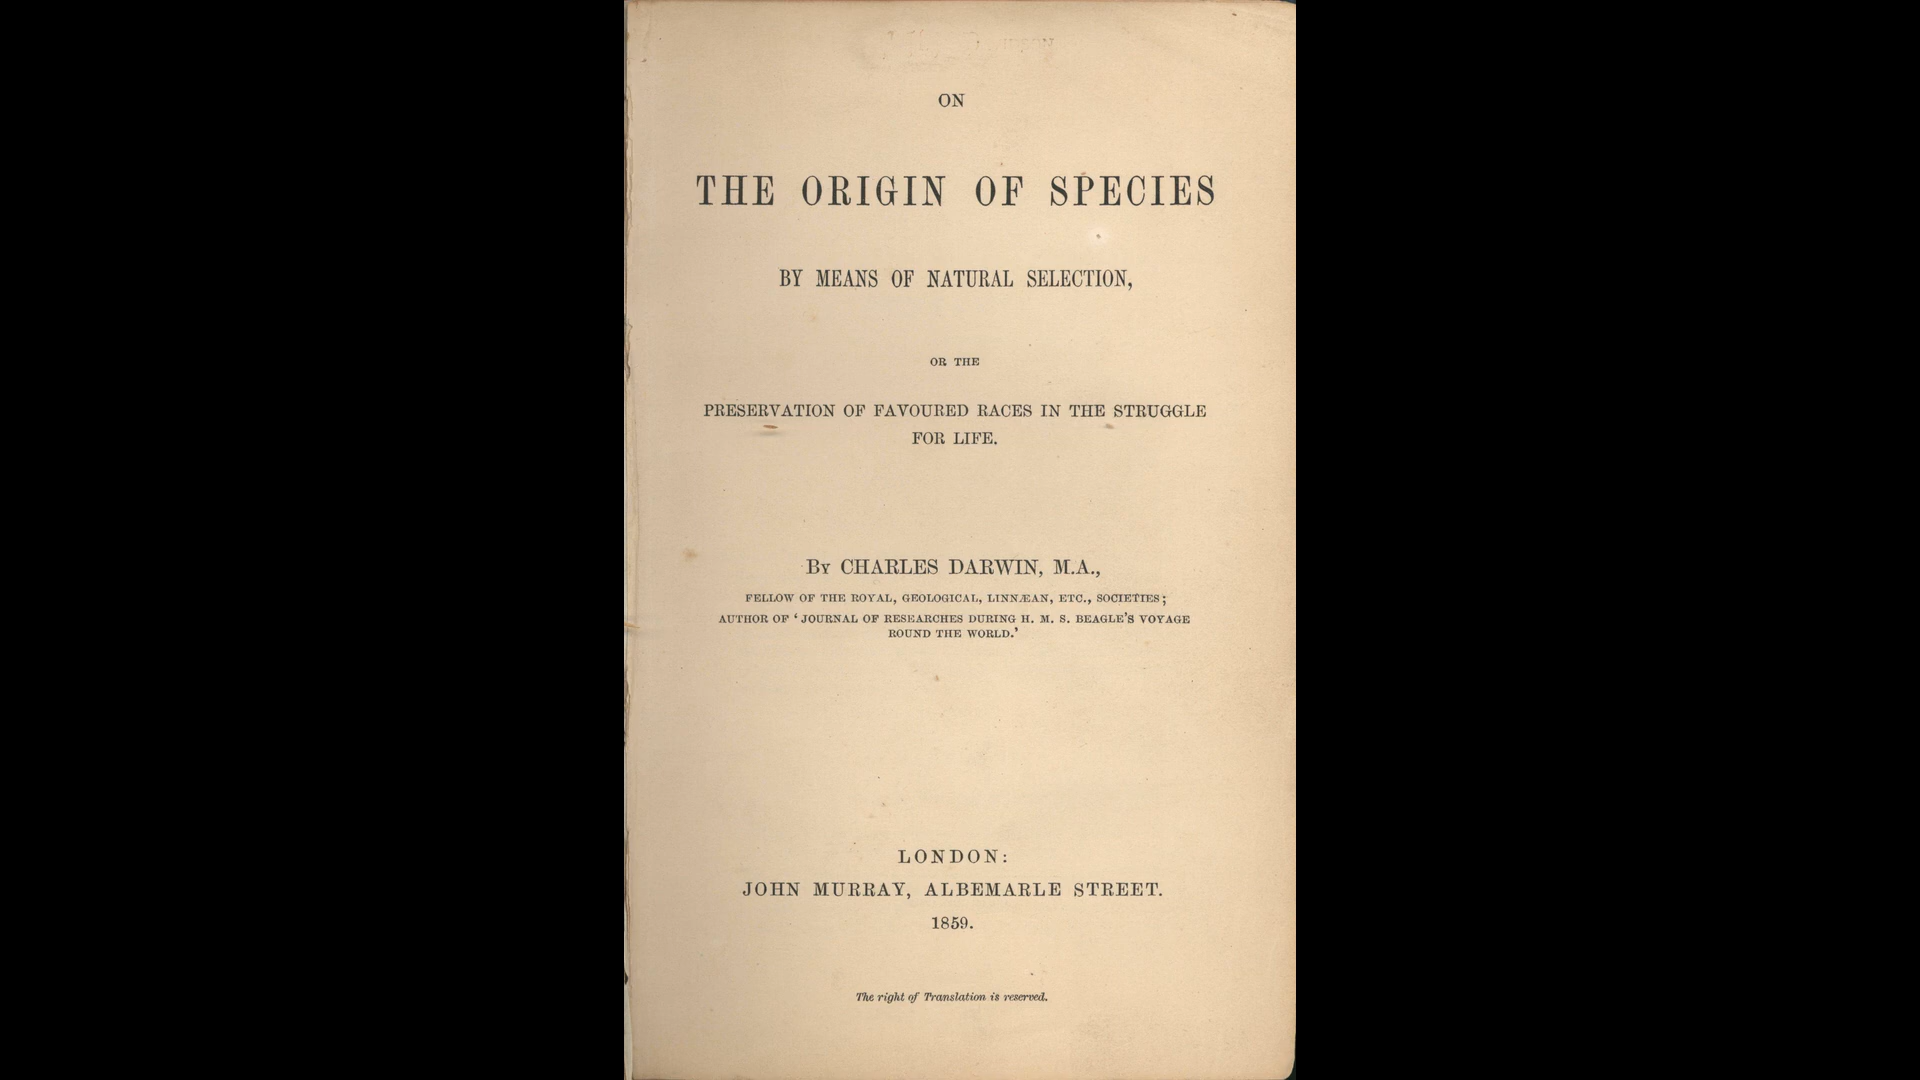 ON
THE ORIGIN OF SPECIES
BY MEANS OF NATURAL SELECTION,
OR THE
PRESERVATION OF FAVOURED RACES IN THE STRUGGLE
FOR LIFE.
By CHARLES DARWIN, M.A.,
FELLOW OF THE ROYAL, GEOLOGICAL, LINNÆAN, ETC., SOCIETIES;
AUTHOR OF ‘JOURNAL OF RESEARCHES DURING H. M. S. BEAGLE’S VOYAGE
ROUND THE WORLD.’
LONDON:
JOHN MURRAY, ALBEMARLE STREET.
1859.
The right of Translation is reserved.